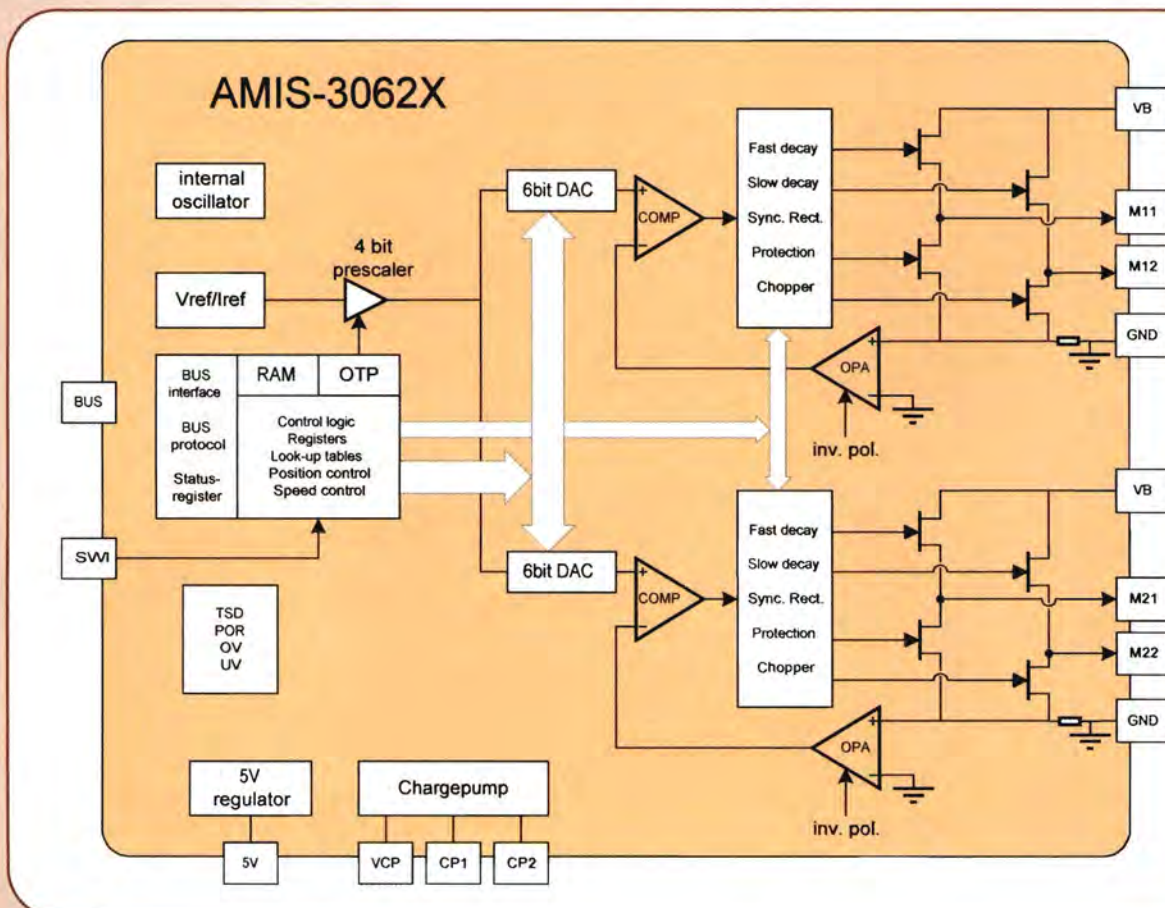 AMIS-3062X
internal
oscillator
4 bit
prescaler
Vref/Iref
BUS
interface
BUS
protocol
Status-
register
RAM
OTP
Control logic
Registers
Look-up tables
Position control
Speed control
BUS
SWI
TSD
POR
OV
UV
5V
regulator
5V
Chargepump
VCP
CP1
CP2
6bit DAC
+
COMP
−
Fast decay
Slow decay
Sync. Rect.
Protection
Chopper
OPA
+
−
inv. pol.
VB
M11
M12
GND
6bit DAC
+
COMP
−
Fast decay
Slow decay
Sync. Rect.
Protection
Chopper
OPA
+
−
inv. pol.
VB
M21
M22
GND